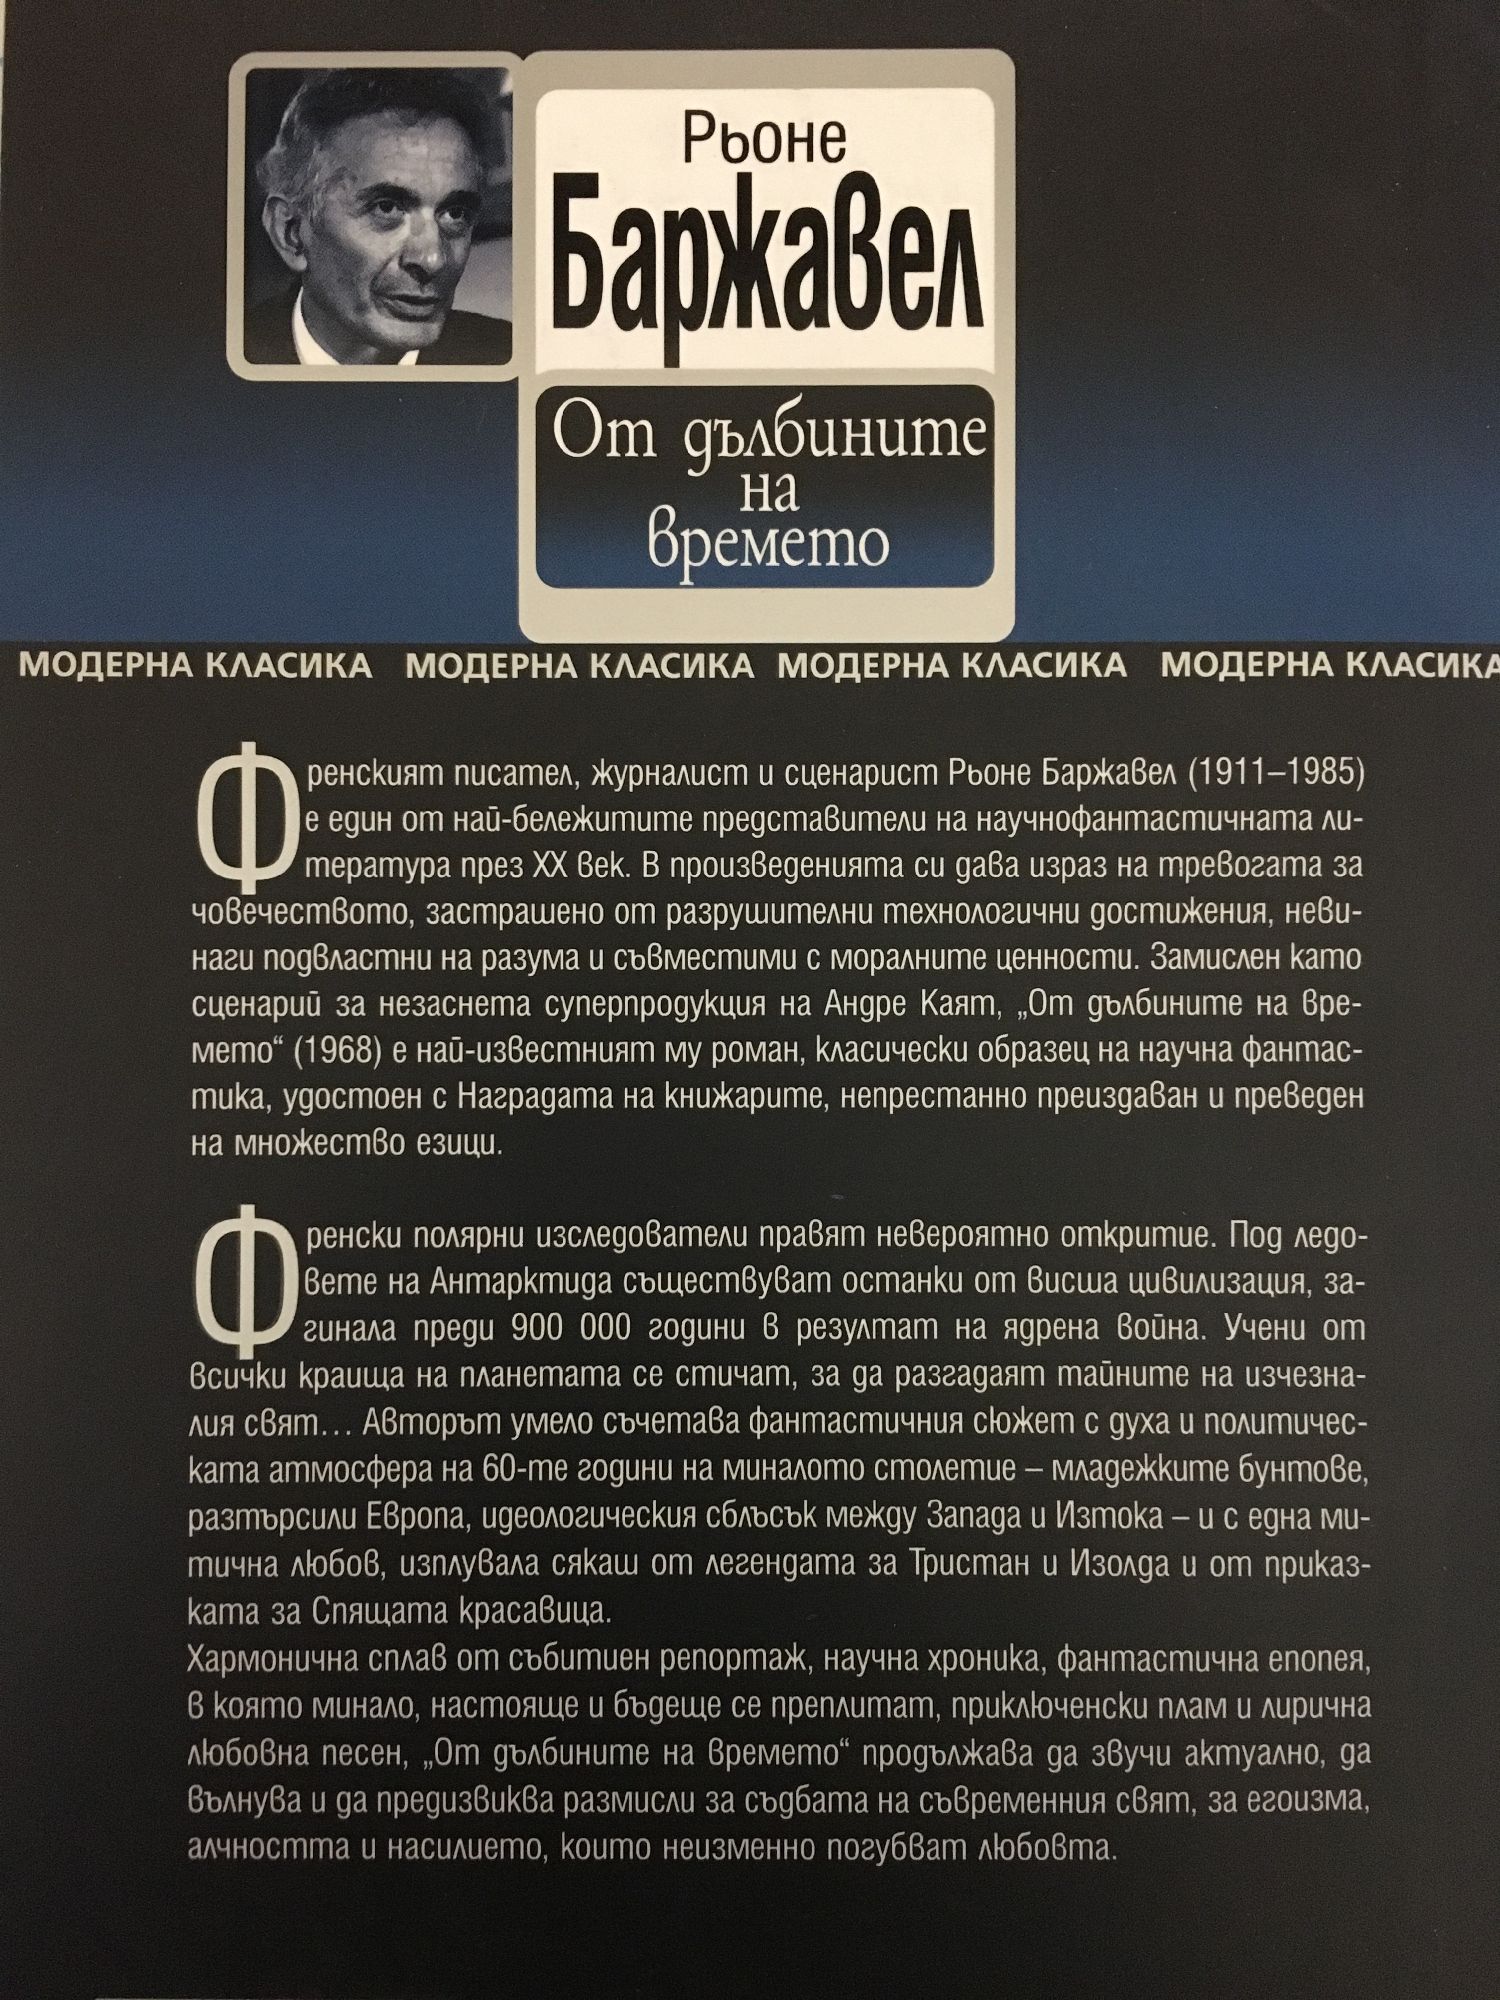 Рьоне
Баржавел
От дълбините
на
времето
МОДЕРНА КЛАСИКА МОДЕРНА КЛАСИКА МОДЕРНА КЛАСИКА МОДЕРНА КЛАСИКА
Френският писател, журналист и сценарист Рьоне Баржавел (1911–1985)
е един от най-бележитите представители на научнофантастичната ли-
тература през XX век. В произведенията си дава израз на тревогата за
човечеството, застрашено от разрушителни технологични достижения, неви-
наги подвластни на разума и съвместими с моралните ценности. Замислен като
сценарий за незаснета суперпродукция на Андре Каят, „От дълбините на вре-
мето“ (1968) е най-известният му роман, класически образец на научна фантас-
тика, удостоен с Наградата на книжарите, непрестанно преиздаван и преведен
на множество езици.
Френски полярни изследователи правят невероятно откритие. Под ледо-
вете на Антарктида съществуват останки от висша цивилизация, за-
гинала преди 900 000 години в резултат на ядрена война. Учени от
всички краища на планетата се стичат, за да разгадаят тайните на изчезна-
лия свят... Авторът умело съчетава фантастичния сюжет с духа и политичес-
ката атмосфера на 60-те години на миналото столетие – младежките бунтове,
разтърсили Европа, идеологическия сблъсък между Запада и Изтока – и с една ми-
тична любов, изплувала сякаш от легендата за Тристан и Изолда и от приказ-
ката за Спящата красавица.
Хармонична сплав от събитиен репортаж, научна хроника, фантастична епопея,
в която минало, настояще и бъдеще се преплитат, приключенски плам и лирична
любовна песен, „От дълбините на времето“ продължава да звучи актуално, да
вълнува и да предизвиква размисли за съдбата на съвременния свят, за егоизма,
алчността и насилието, които неизменно погубват любовта.